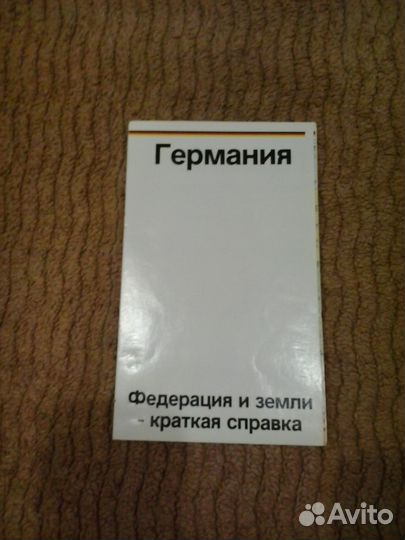 Германия
Федерация и земли
- краткая справка
Avito